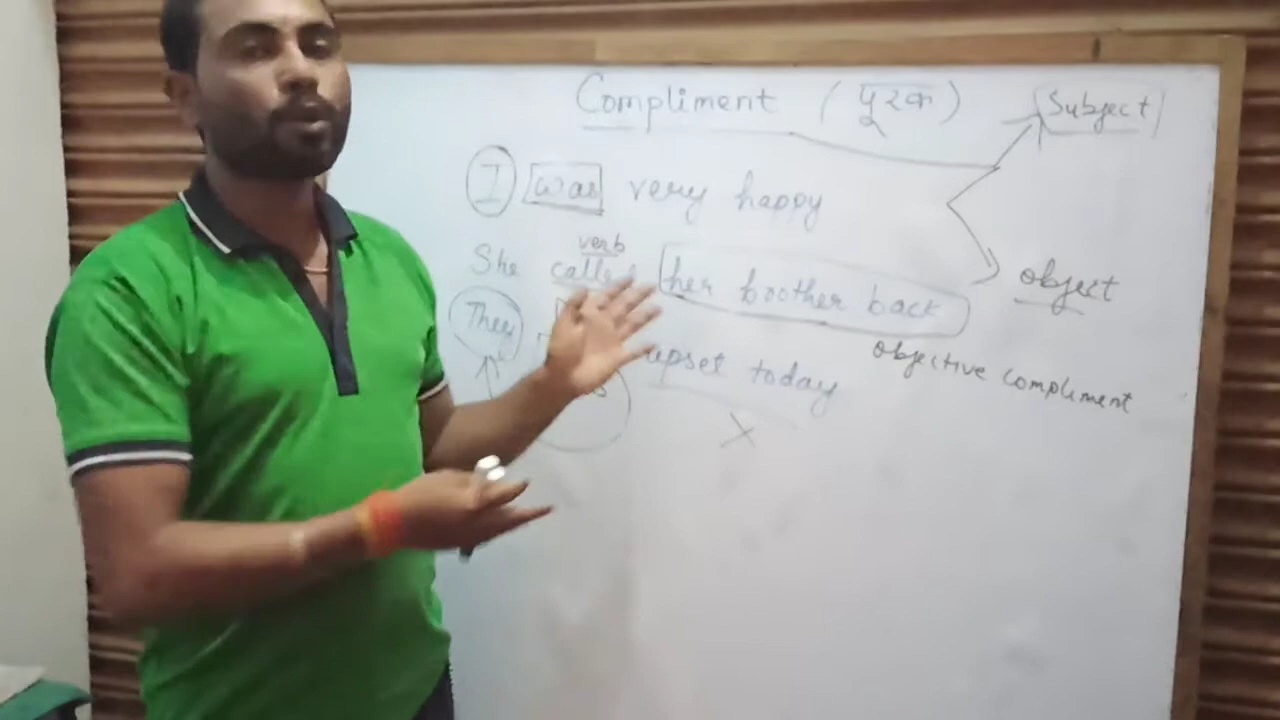 Compliment (पूरक) Subject
I was very happy
verb
She called her brother back
object
They upset today
objective compliment
X